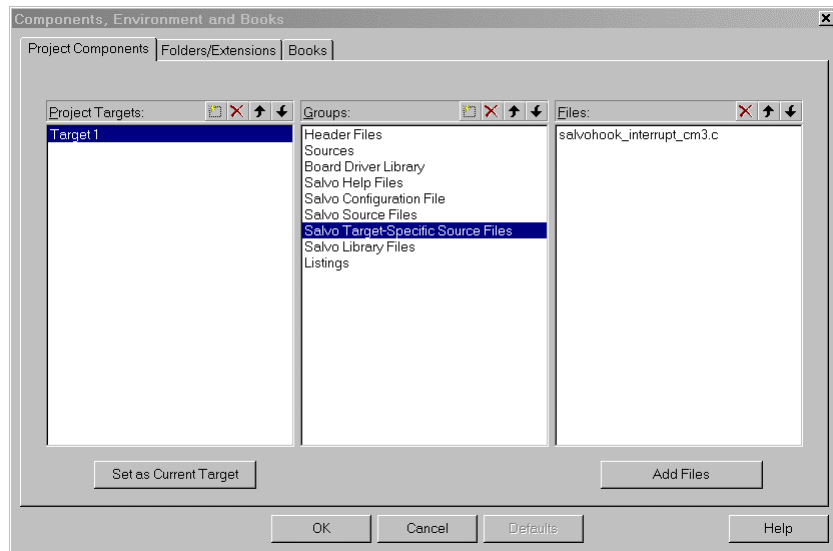 Components, Environment and Books
Project Components Folders/Extensions Books
Project Targets: Groups: Files:
Target 1 Header Files salvohook_interrupt_cm3.c
Sources
Board Driver Library
Salvo Help Files
Salvo Configuration File
Salvo Source Files
Salvo Target-Specific Source Files
Salvo Library Files
Listings
Set as Current Target Add Files
OK Cancel Defaults Help